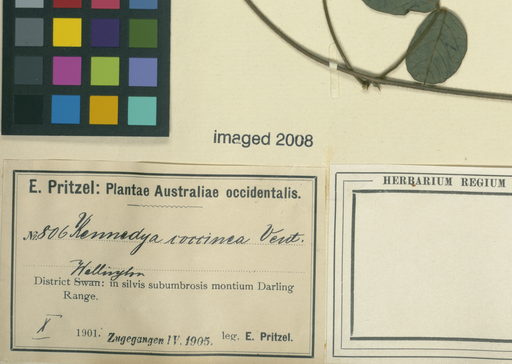 imaged 2008
E. Pritzel: Plantae Australiae occidentalis.
№ 806 Kennedya coccinea Vent.
Wellington
District Swan: in silvis subumbrosis montium Darling
Range.
X 1901. Zugegangen IV. 1905. leg. E. Pritzel.
HERBARIUM REGIUM